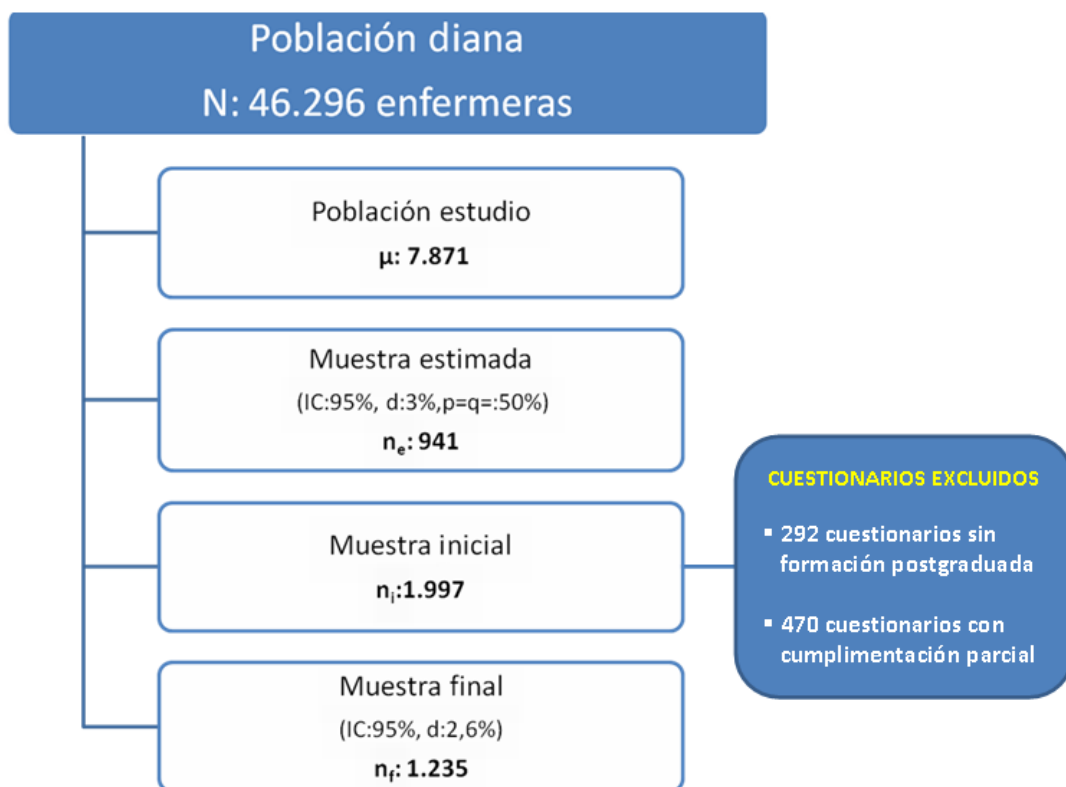 Población diana
N: 46.296 enfermeras
Población estudio
µ: 7.871
Muestra estimada
(IC:95%, d:3%,p=q=:50%)
nₑ: 941
Muestra inicial
nᵢ:1.997
CUESTIONARIOS EXCLUIDOS
▪ 292 cuestionarios sin
formación postgraduada
▪ 470 cuestionarios con
cumplimentación parcial
Muestra final
(IC:95%, d:2,6%)
n_f: 1.235